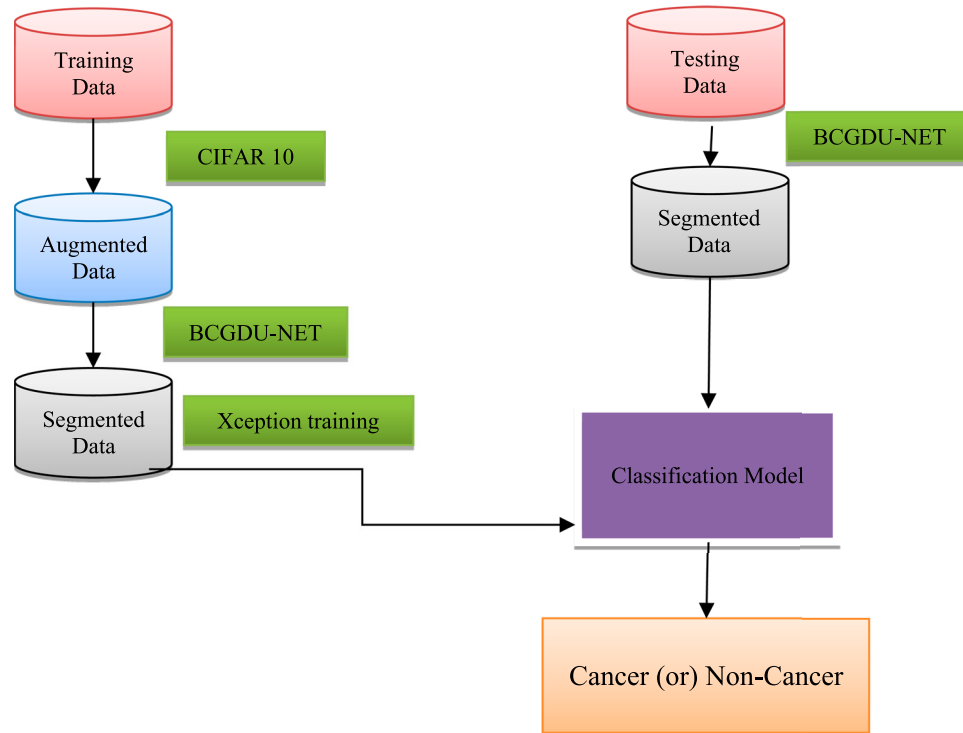 Training
Data
CIFAR 10
Augmented
Data
BCGDU-NET
Segmented
Data
Xception training
Testing
Data
BCGDU-NET
Segmented
Data
Classification Model
Cancer (or) Non-Cancer